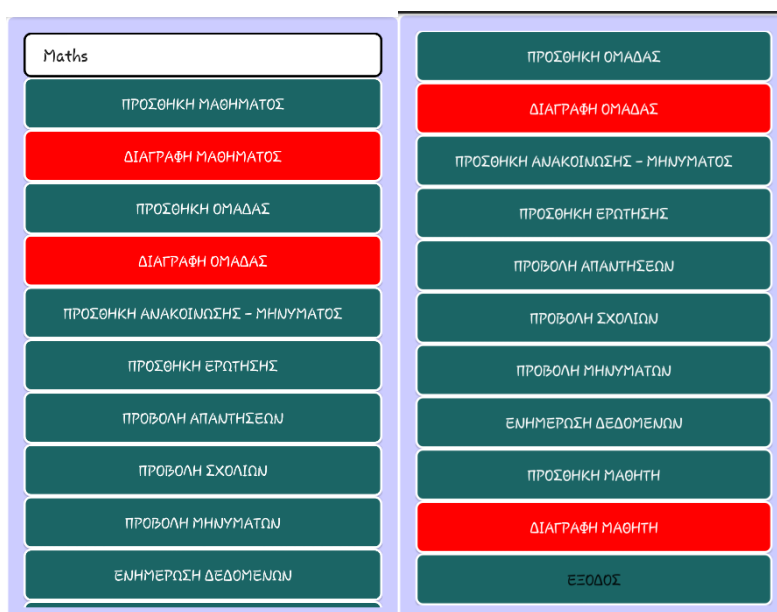 Maths
ΠΡΟΣΘΗΚΗ ΜΑΘΗΜΑΤΟΣ
ΔΙΑΓΡΑΦΗ ΜΑΘΗΜΑΤΟΣ
ΠΡΟΣΘΗΚΗ ΟΜΑΔΑΣ
ΔΙΑΓΡΑΦΗ ΟΜΑΔΑΣ
ΠΡΟΣΘΗΚΗ ΑΝΑΚΟΙΝΩΣΗΣ - ΜΗΝΥΜΑΤΟΣ
ΠΡΟΣΘΗΚΗ ΕΡΩΤΗΣΗΣ
ΠΡΟΒΟΛΗ ΑΠΑΝΤΗΣΕΩΝ
ΠΡΟΒΟΛΗ ΣΧΟΛΙΩΝ
ΠΡΟΒΟΛΗ ΜΗΝΥΜΑΤΩΝ
ΕΝΗΜΕΡΩΣΗ ΔΕΔΟΜΕΝΩΝ
ΠΡΟΣΘΗΚΗ ΟΜΑΔΑΣ
ΔΙΑΓΡΑΦΗ ΟΜΑΔΑΣ
ΠΡΟΣΘΗΚΗ ΑΝΑΚΟΙΝΩΣΗΣ - ΜΗΝΥΜΑΤΟΣ
ΠΡΟΣΘΗΚΗ ΕΡΩΤΗΣΗΣ
ΠΡΟΒΟΛΗ ΑΠΑΝΤΗΣΕΩΝ
ΠΡΟΒΟΛΗ ΣΧΟΛΙΩΝ
ΠΡΟΒΟΛΗ ΜΗΝΥΜΑΤΩΝ
ΕΝΗΜΕΡΩΣΗ ΔΕΔΟΜΕΝΩΝ
ΠΡΟΣΘΗΚΗ ΜΑΘΗΤΗ
ΔΙΑΓΡΑΦΗ ΜΑΘΗΤΗ
ΕΞΟΔΟΣ